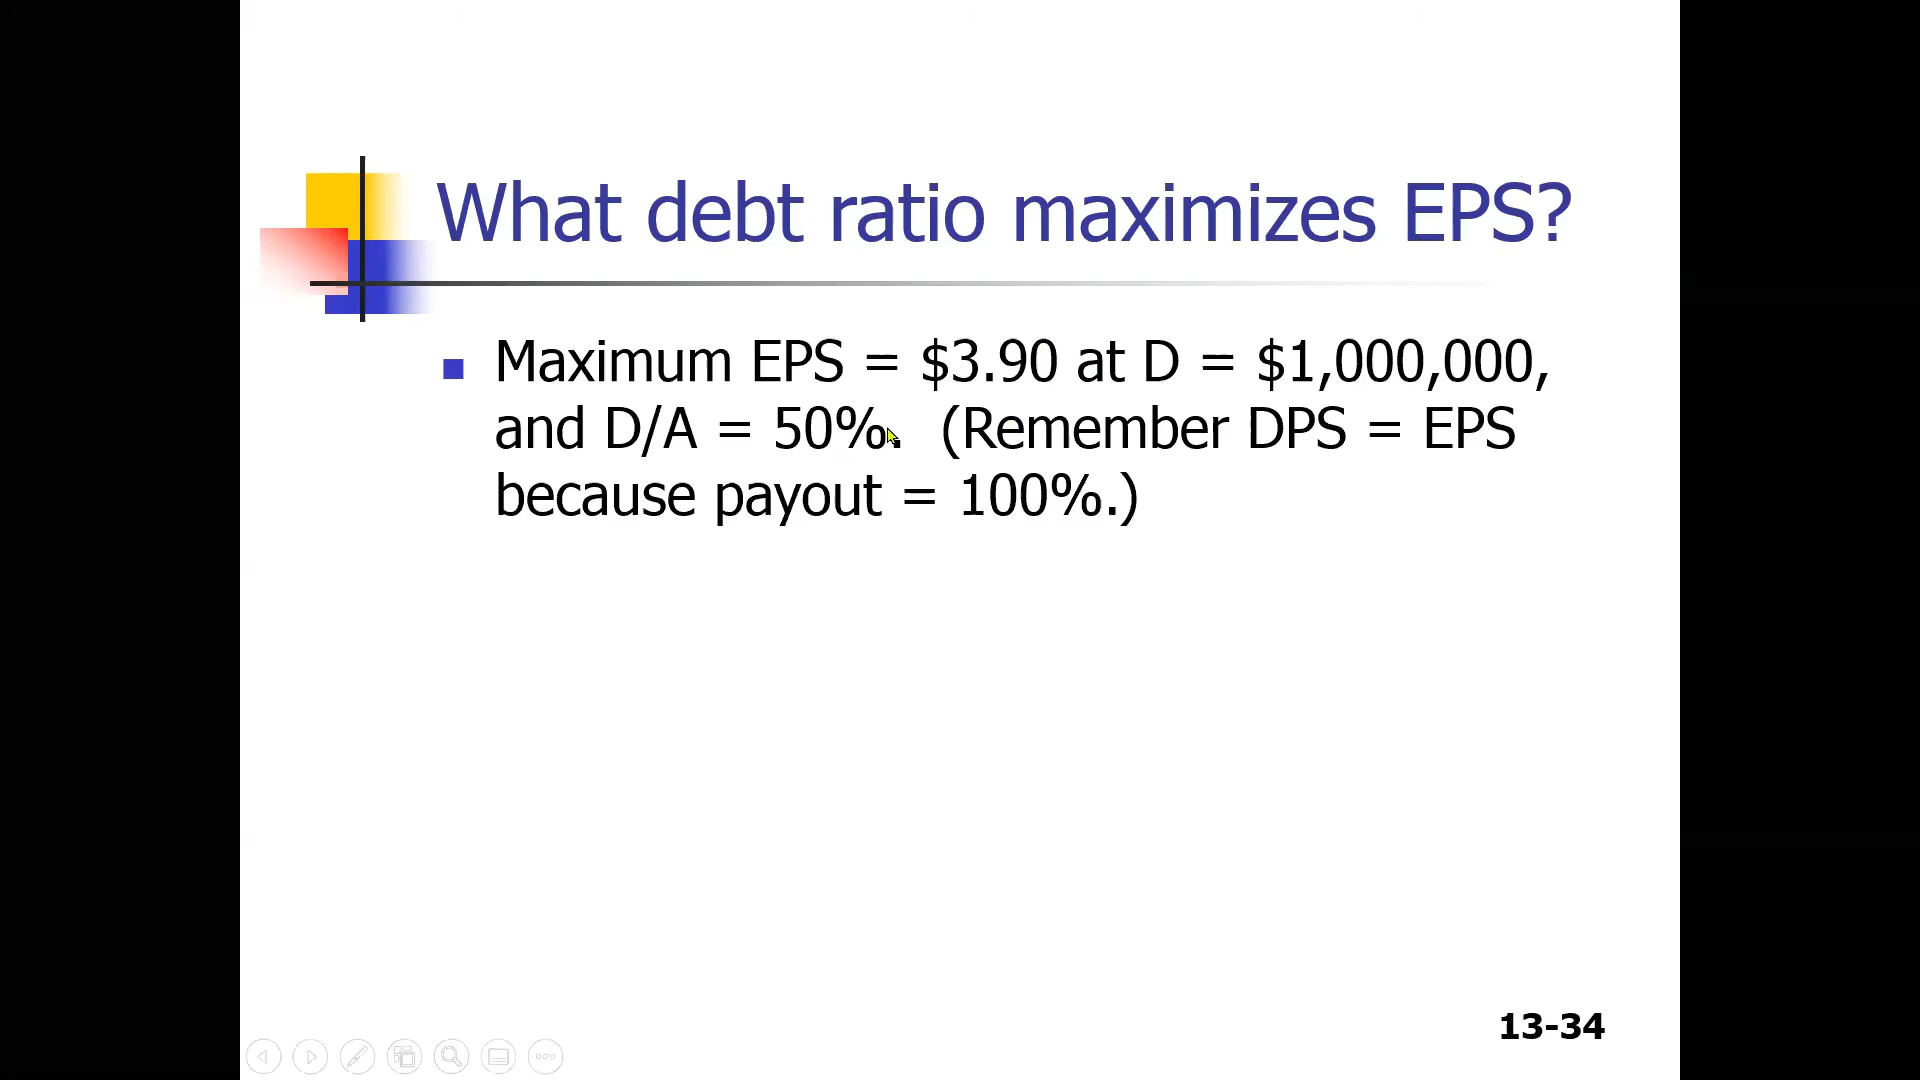 What debt ratio maximizes EPS?
Maximum EPS = $3.90 at D = $1,000,000,
and D/A = 50%. (Remember DPS = EPS
because payout = 100%.)
13-34